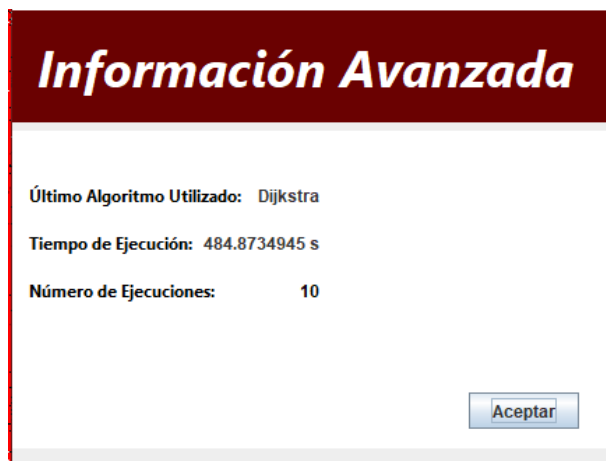 Información Avanzada
Último Algoritmo Utilizado: Dijkstra
Tiempo de Ejecución: 484.8734945 s
Número de Ejecuciones: 10
Aceptar